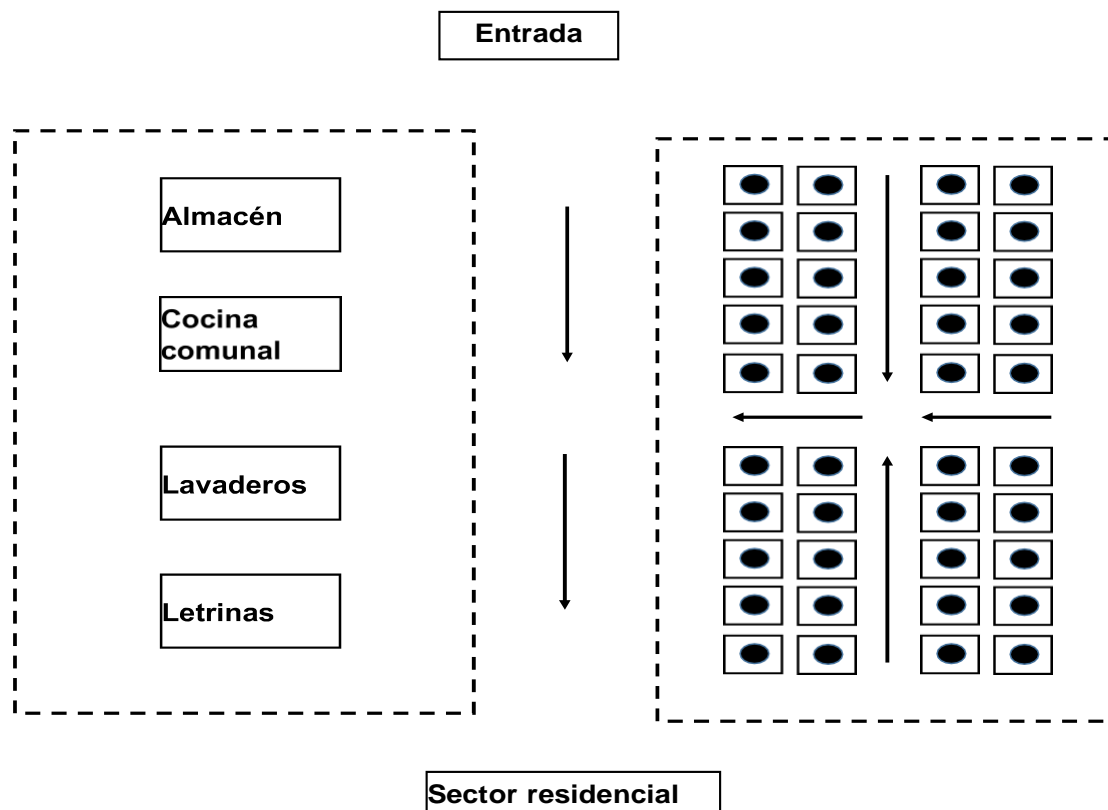 Entrada
Almacén
Cocina
comunal
Lavaderos
Letrinas
Sector residencial